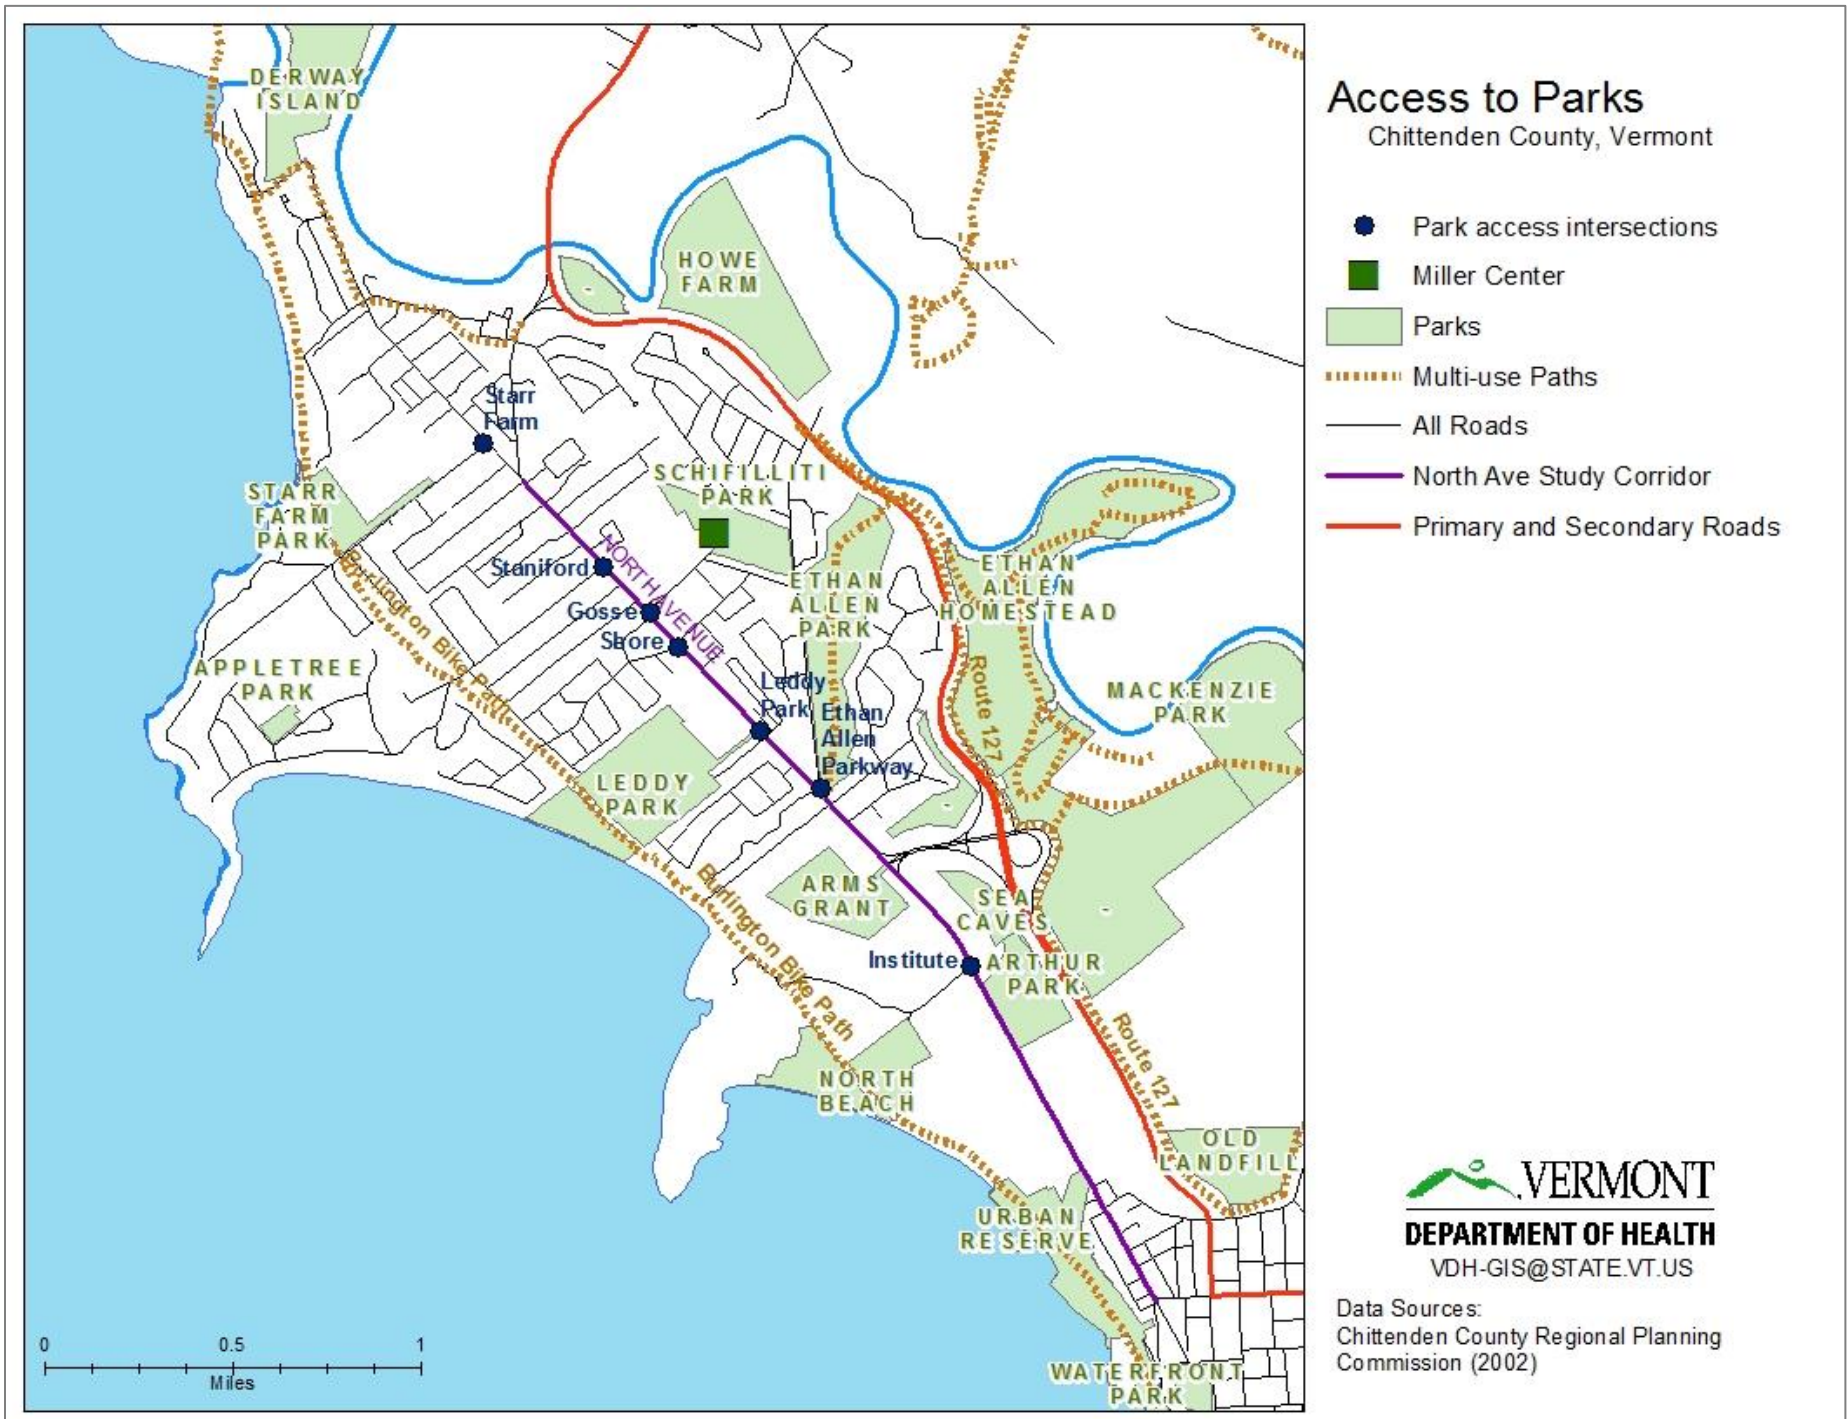 Access to Parks
Chittenden County, Vermont
Park access intersections
Miller Center
Parks
Multi-use Paths
All Roads
North Ave Study Corridor
Primary and Secondary Roads
DERWAY
ISLAND
HOWE
FARM
-
Starr
Farm
SCHIFILLITI
PARK
STARR
FARM
PARK
Staniford
NORTH AVENUE
Gosse
Shore
ETHAN
ALLEN
PARK
ETHAN
ALLEN
HOMESTEAD
Burlington Bike Path
APPLETREE
PARK
Leddy
Park
Ethan
Allen
Parkway
Route 127
MACKENZIE
PARK
LEDDY
PARK
-
ARMS
GRANT
SEA
CAVES
-
Burlington Bike Path
Institute
ARTHUR
PARK
Route 127
NORTH
BEACH
OLD
LANDFILL
URBAN
RESERVE
WATERFRONT
PARK
0 0.5 1
Miles
VERMONT
DEPARTMENT OF HEALTH
VDH-GIS@STATE.VT.US
Data Sources:
Chittenden County Regional Planning
Commission (2002)